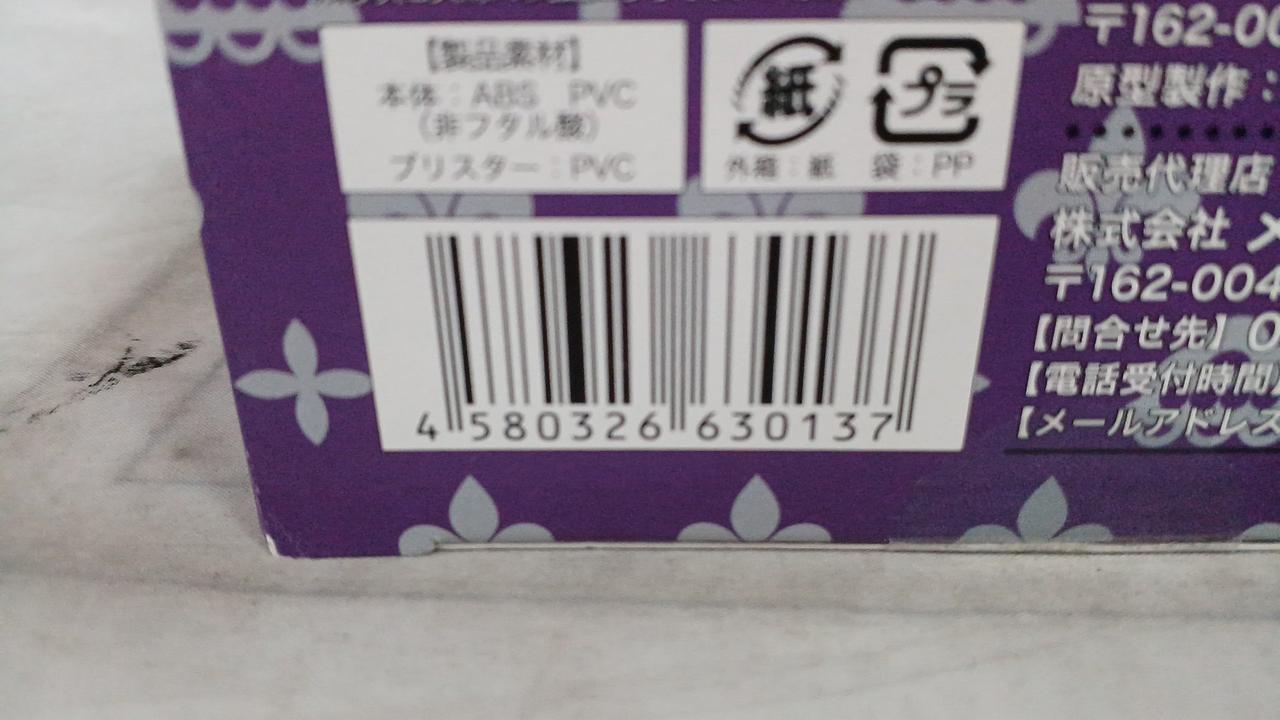 【製品素材】
本体：ABS　PVC
（非フタル酸）
ブリスター：PVC
紙
プラ
外箱：紙　袋：PP
4 580326 630137
〒162-00
原型製作：
販売代理店
株式会社
〒162-004
【問合せ先】0
【電話受付時間】
【メールアドレス